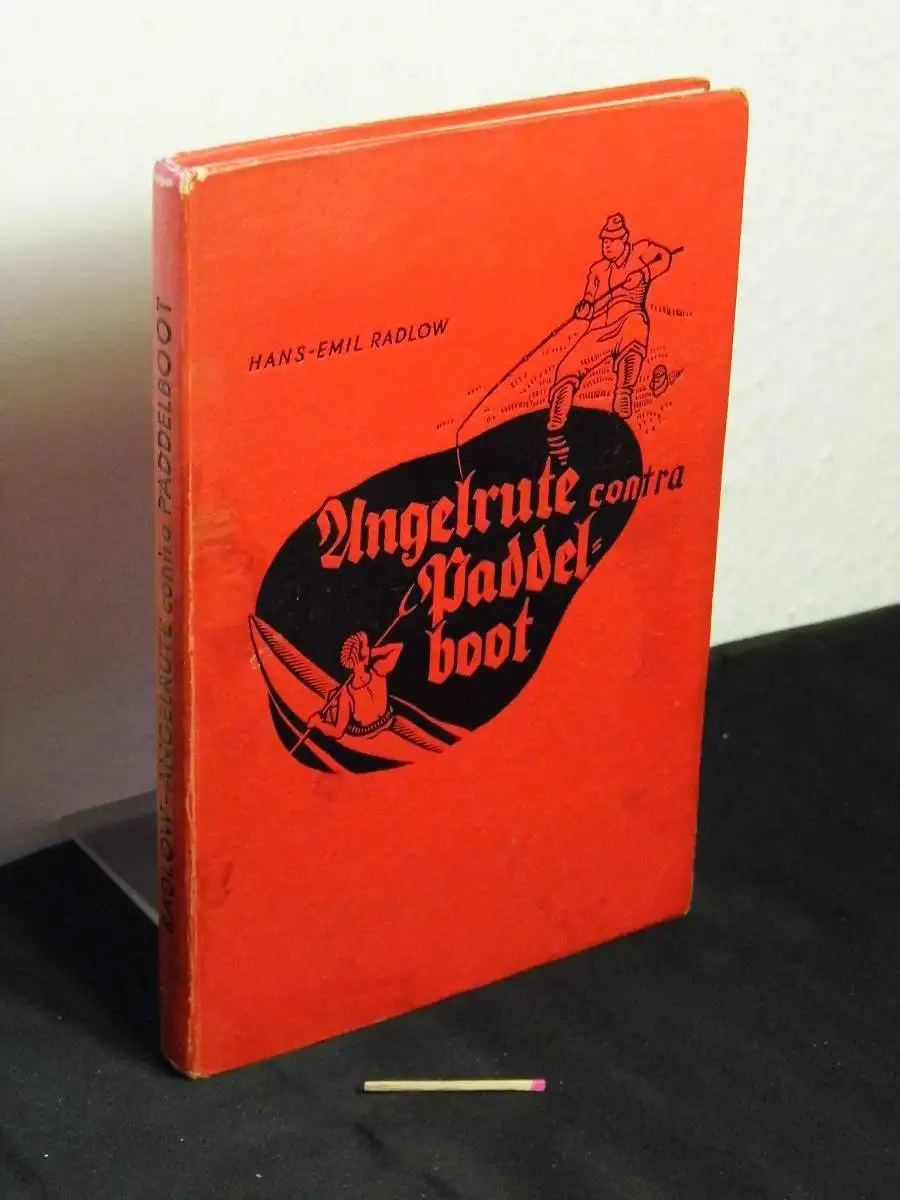 HANS-EMIL RADLOW
Angelrute contra
Paddel-
boot
RADLOW-ANGELRUTE contra PADDELBOOT